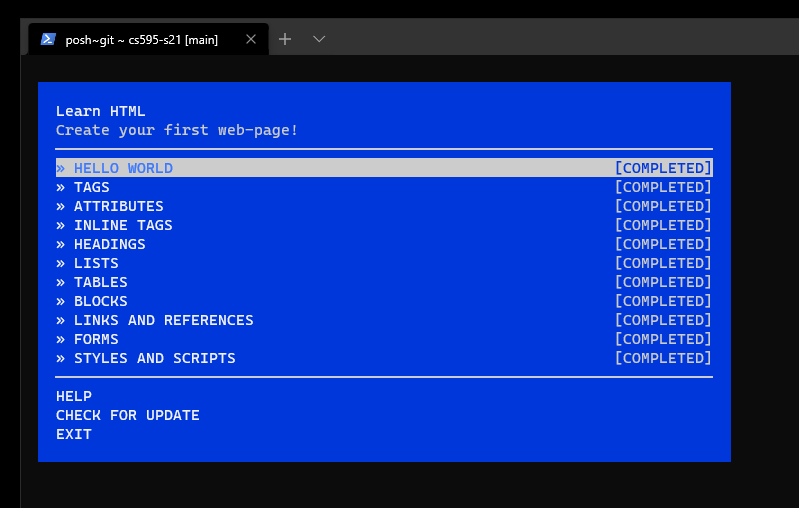 posh~git ~ cs595-s21 [main]
Learn HTML
Create your first web-page!
» HELLO WORLD [COMPLETED]
» TAGS [COMPLETED]
» ATTRIBUTES [COMPLETED]
» INLINE TAGS [COMPLETED]
» HEADINGS [COMPLETED]
» LISTS [COMPLETED]
» TABLES [COMPLETED]
» BLOCKS [COMPLETED]
» LINKS AND REFERENCES [COMPLETED]
» FORMS [COMPLETED]
» STYLES AND SCRIPTS [COMPLETED]
HELP
CHECK FOR UPDATE
EXIT